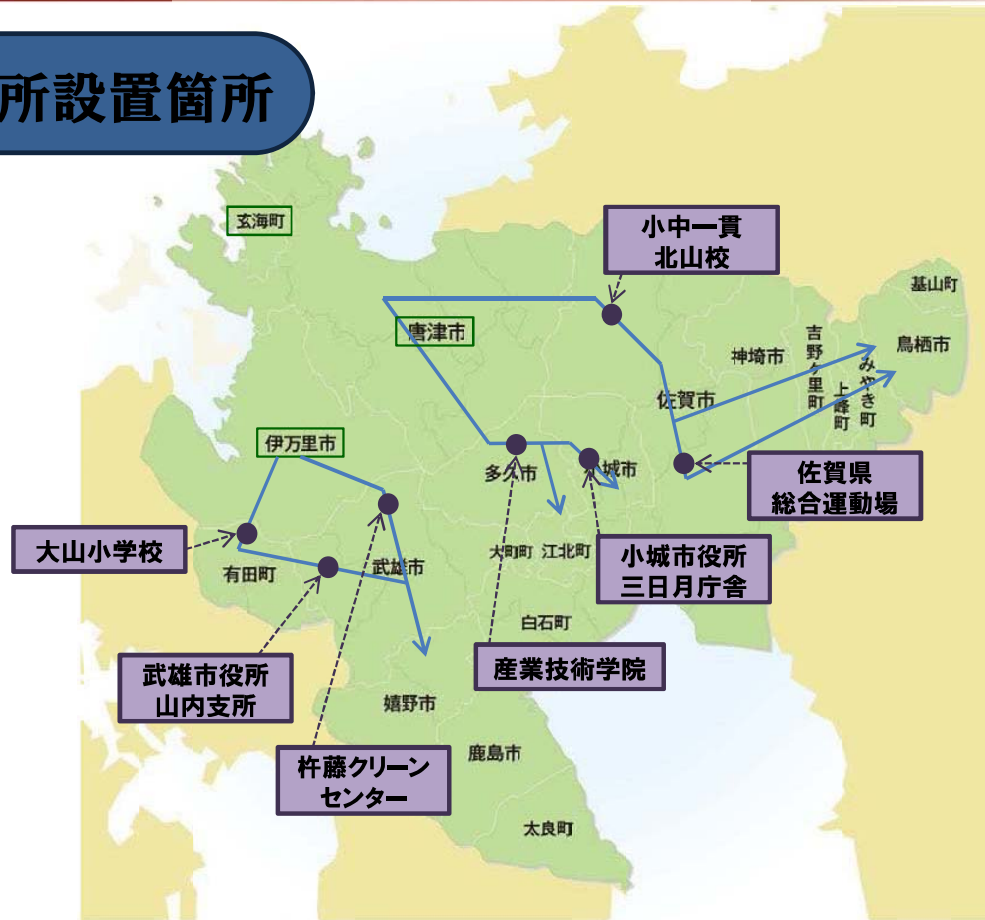 所設置箇所
玄海町
小中一貫
北山校
基山町
唐津市
吉野ヶ里町
鳥栖市
神埼市
みやき町
上峰町
佐賀市
伊万里市
多久市
城市
佐賀県
総合運動場
大山小学校
有田町
武雄市
大町町
江北町
小城市役所
三日月庁舎
白石町
武雄市役所
山内支所
産業技術学院
嬉野市
鹿島市
杵藤クリーン
センター
太良町